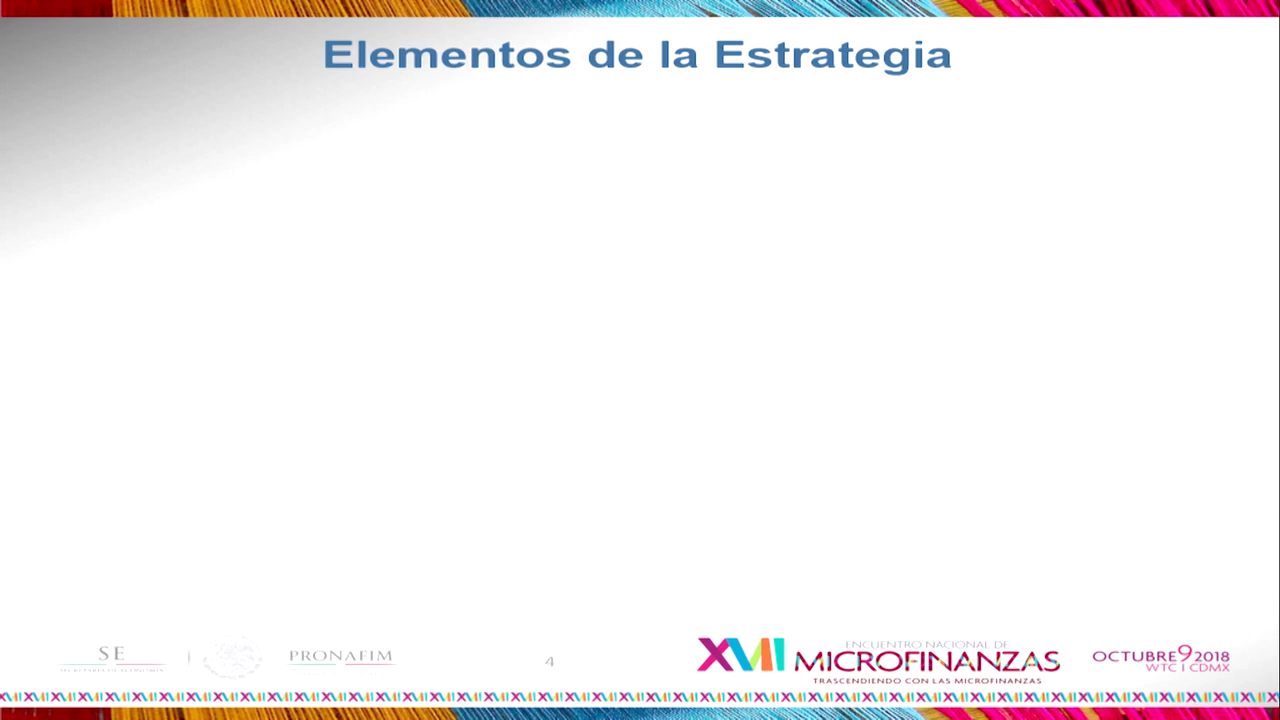 Elementos de la Estrategia
SE
PRONAFIM
4
XVII
ENCUENTRO NACIONAL DE
MICROFINANZAS
TRASCENDIENDO CON LAS MICROFINANZAS
OCTUBRE 9 2018
WTC | CDMX